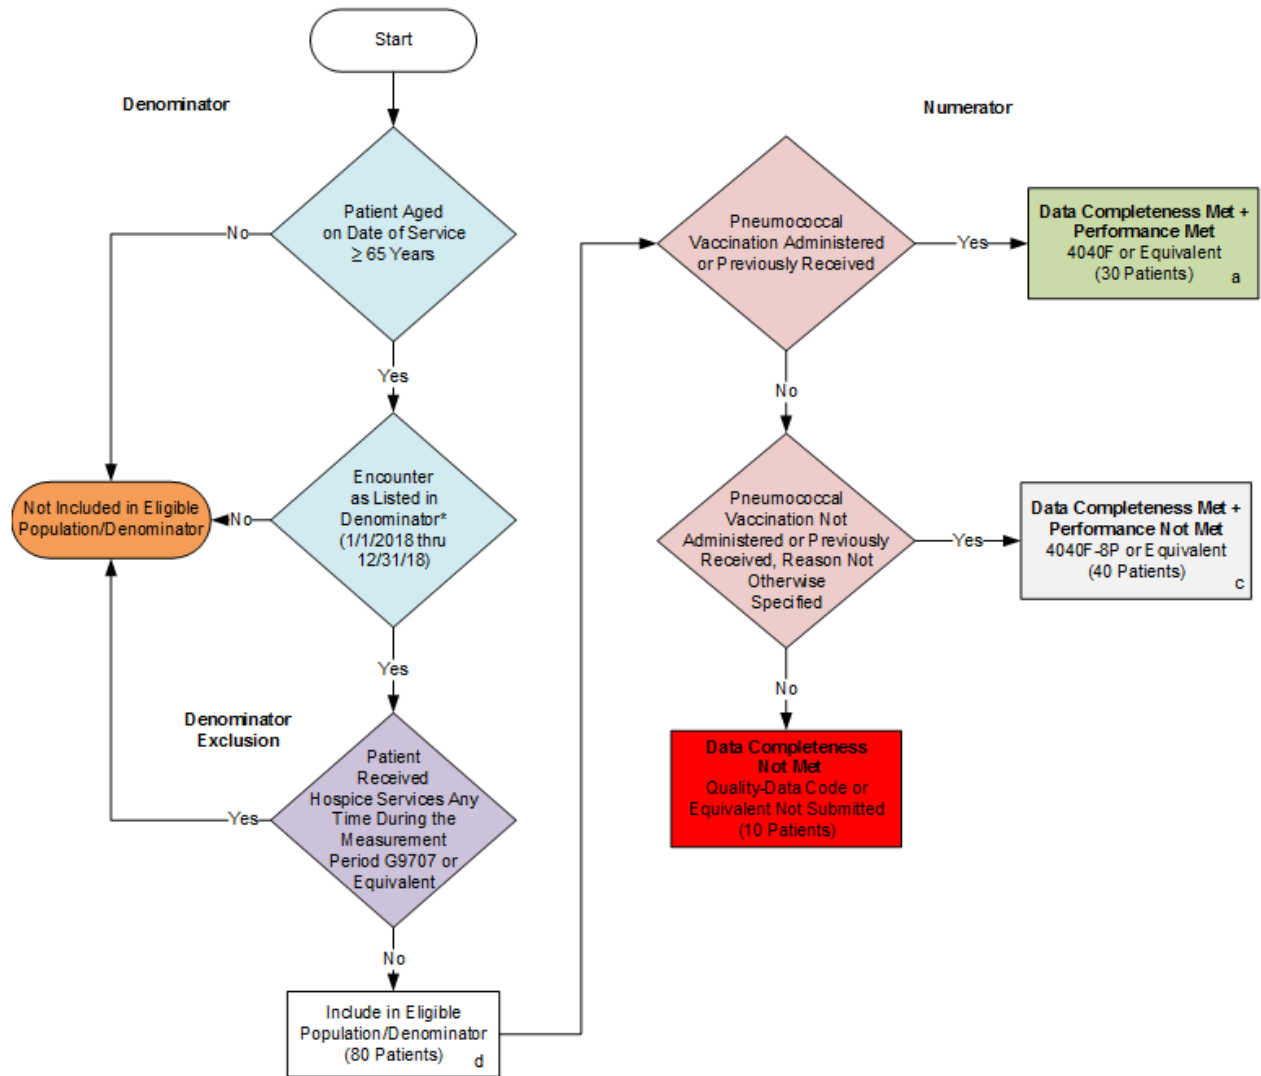 Start
Denominator
Patient Aged
on Date of Service
≥ 65 Years
No
Yes
Encounter
as Listed in
Denominator*
(1/1/2018 thru
12/31/18)
No
Not Included in Eligible
Population/Denominator
Yes
Denominator
Exclusion
Patient
Received
Hospice Services Any
Time During the
Measurement
Period G9707 or
Equivalent
Yes
No
Include in Eligible
Population/Denominator
(80 Patients)
d
Numerator
Pneumococcal
Vaccination Administered
or Previously Received
Yes
Data Completeness Met +
Performance Met
4040F or Equivalent
(30 Patients)
a
No
Pneumococcal
Vaccination Not
Administered or Previously
Received, Reason Not
Otherwise
Specified
Yes
Data Completeness Met +
Performance Not Met
4040F-8P or Equivalent
(40 Patients)
c
No
Data Completeness
Not Met
Quality-Data Code or
Equivalent Not Submitted
(10 Patients)